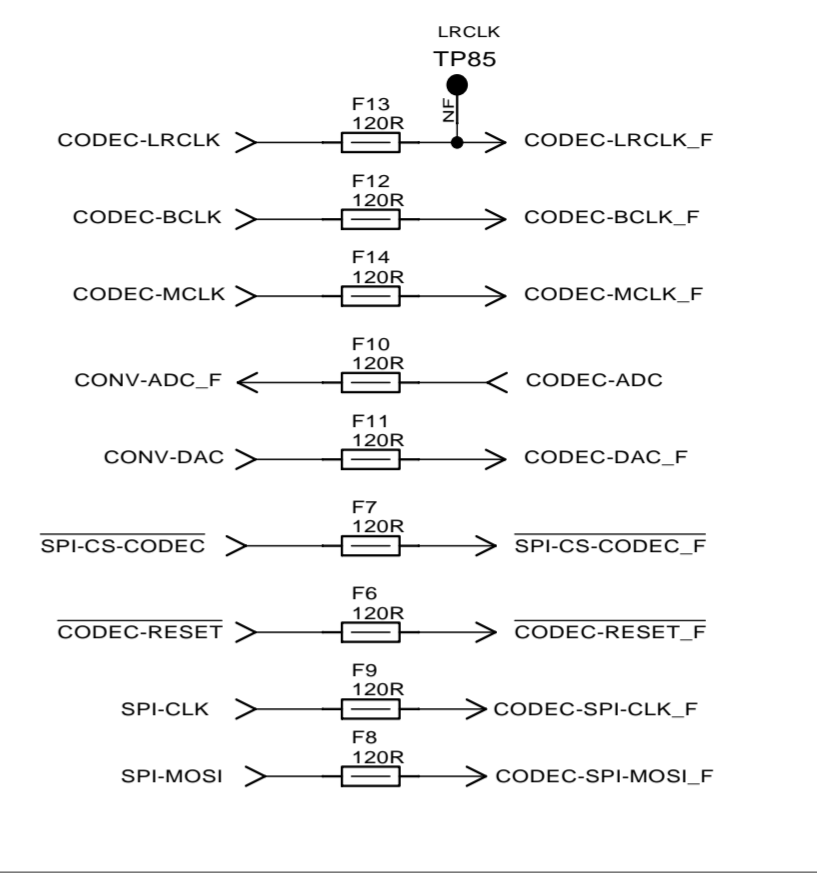 LRCLK
TP85
NF
F13
120R
CODEC-LRCLK CODEC-LRCLK_F
F12
120R
CODEC-BCLK CODEC-BCLK_F
F14
120R
CODEC-MCLK CODEC-MCLK_F
F10
120R
CONV-ADC_F CODEC-ADC
F11
120R
CONV-DAC CODEC-DAC_F
F7
120R
SPI-CS-CODEC SPI-CS-CODEC_F
F6
120R
CODEC-RESET CODEC-RESET_F
F9
120R
SPI-CLK CODEC-SPI-CLK_F
F8
120R
SPI-MOSI CODEC-SPI-MOSI_F